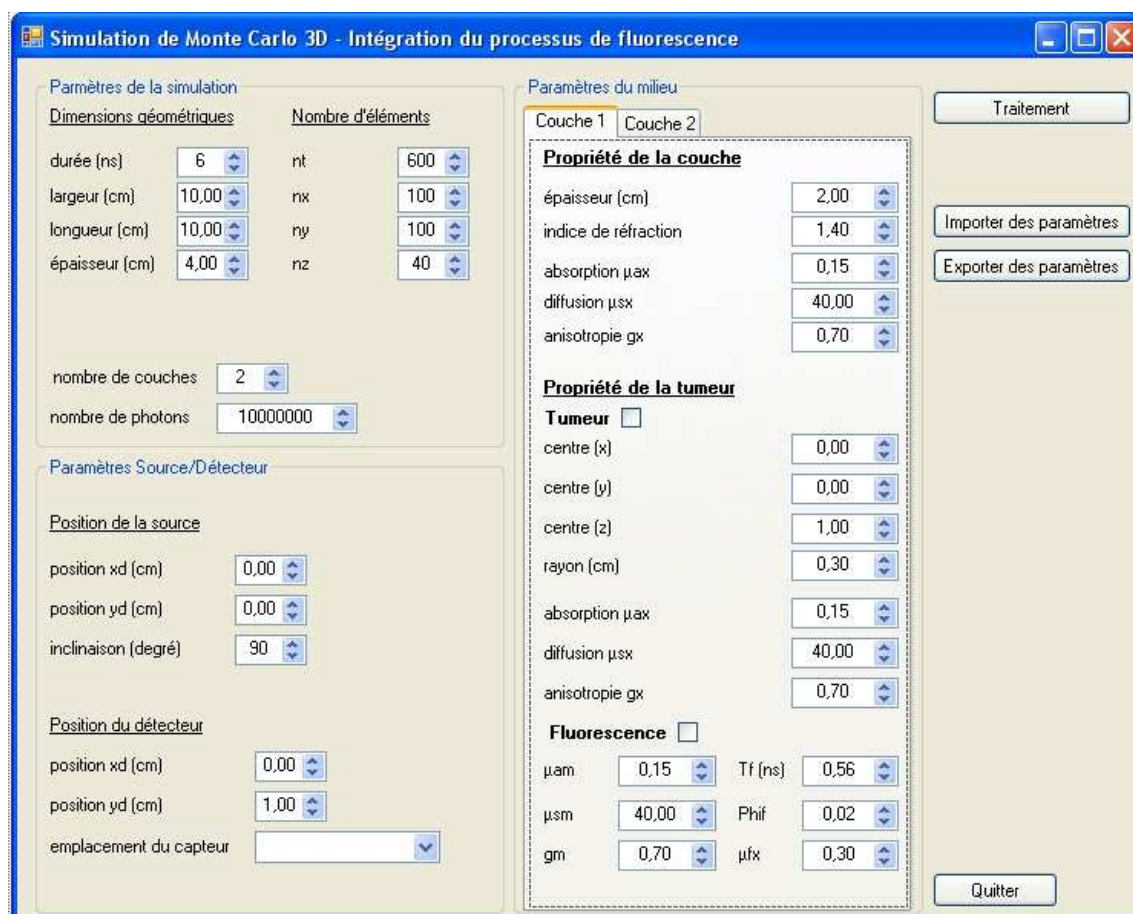 Simulation de Monte Carlo 3D - Intégration du processus de fluorescence
Parmètres de la simulation
Dimensions géométriques Nombre d'éléments
durée (ns) 6 nt 600
largeur (cm) 10,00 nx 100
longueur (cm) 10,00 ny 100
épaisseur (cm) 4,00 nz 40
nombre de couches 2
nombre de photons 10000000
Paramètres Source/Détecteur
Position de la source
position xd (cm) 0,00
position yd (cm) 0,00
inclinaison (degré) 90
Position du détecteur
position xd (cm) 0,00
position yd (cm) 1,00
emplacement du capteur
Paramètres du milieu
Couche 1 Couche 2
Propriété de la couche
épaisseur (cm) 2,00
indice de réfraction 1,40
absorption µax 0,15
diffusion µsx 40,00
anisotropie gx 0,70
Propriété de la tumeur
Tumeur
centre (x) 0,00
centre (y) 0,00
centre (z) 1,00
rayon (cm) 0,30
absorption µax 0,15
diffusion µsx 40,00
anisotropie gx 0,70
Fluorescence
µam 0,15 Tf (ns) 0,56
µsm 40,00 Phif 0,02
gm 0,70 µfx 0,30
Traitement
Importer des paramètres
Exporter des paramètres
Quitter